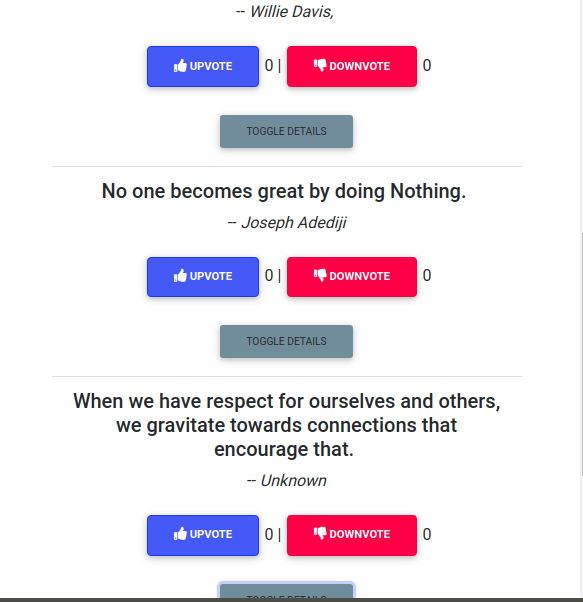 -- Willie Davis,
UPVOTE 0 | DOWNVOTE 0
TOGGLE DETAILS
No one becomes great by doing Nothing.
-- Joseph Adediji
UPVOTE 0 | DOWNVOTE 0
TOGGLE DETAILS
When we have respect for ourselves and others,
we gravitate towards connections that
encourage that.
-- Unknown
UPVOTE 0 | DOWNVOTE 0
TOGGLE DETAILS